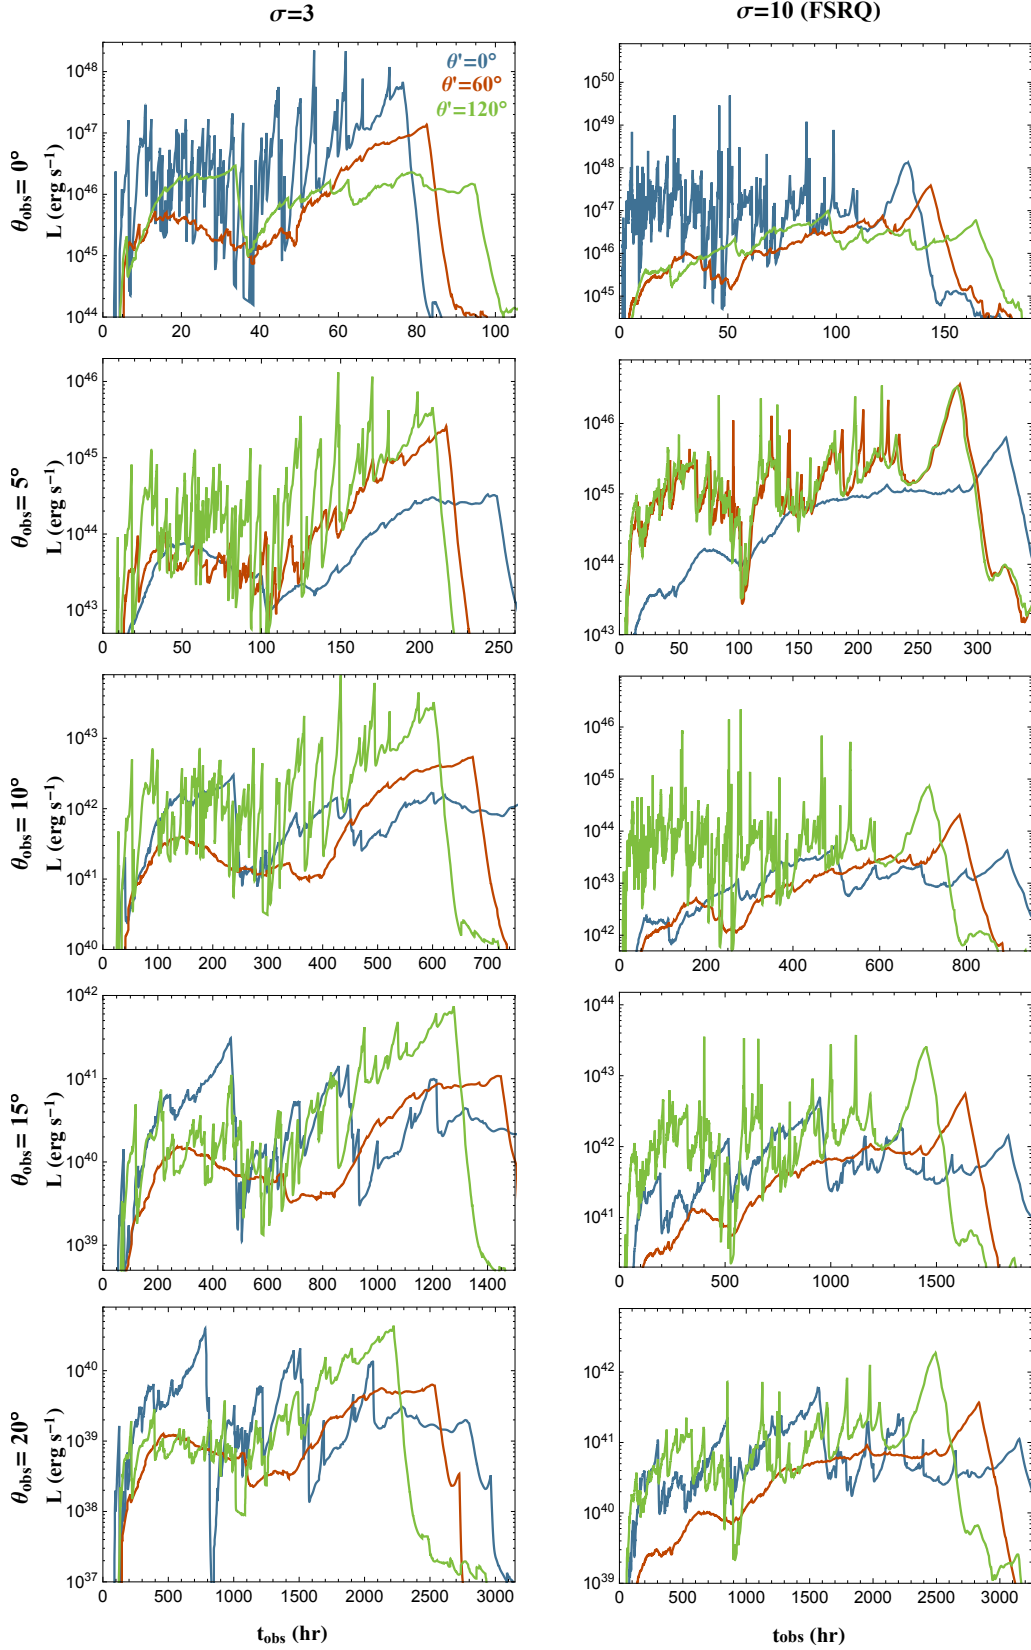 σ=3 σ=10 (FSRQ)
θobs= 0°
L (erg s⁻¹)
10⁴⁸
10⁴⁷
10⁴⁶
10⁴⁵
10⁴⁴
0 20 40 60 80 100
θ'=0°
θ'=60°
θ'=120°
10⁵⁰
10⁴⁹
10⁴⁸
10⁴⁷
10⁴⁶
10⁴⁵
0 50 100 150
θobs= 5°
L (erg s⁻¹)
10⁴⁶
10⁴⁵
10⁴⁴
10⁴³
0 50 100 150 200 250
10⁴⁶
10⁴⁵
10⁴⁴
10⁴³
0 50 100 150 200 250 300
θobs= 10°
L (erg s⁻¹)
10⁴³
10⁴²
10⁴¹
10⁴⁰
0 100 200 300 400 500 600 700
10⁴⁶
10⁴⁵
10⁴⁴
10⁴³
10⁴²
0 200 400 600 800
θobs= 15°
L (erg s⁻¹)
10⁴²
10⁴¹
10⁴⁰
10³⁹
0 200 400 600 800 1000 1200 1400
10⁴⁴
10⁴³
10⁴²
10⁴¹
0 500 1000 1500
θobs= 20°
L (erg s⁻¹)
10⁴⁰
10³⁹
10³⁸
10³⁷
0 500 1000 1500 2000 2500 3000
10⁴²
10⁴¹
10⁴⁰
10³⁹
0 500 1000 1500 2000 2500 3000
tobs (hr) tobs (hr)